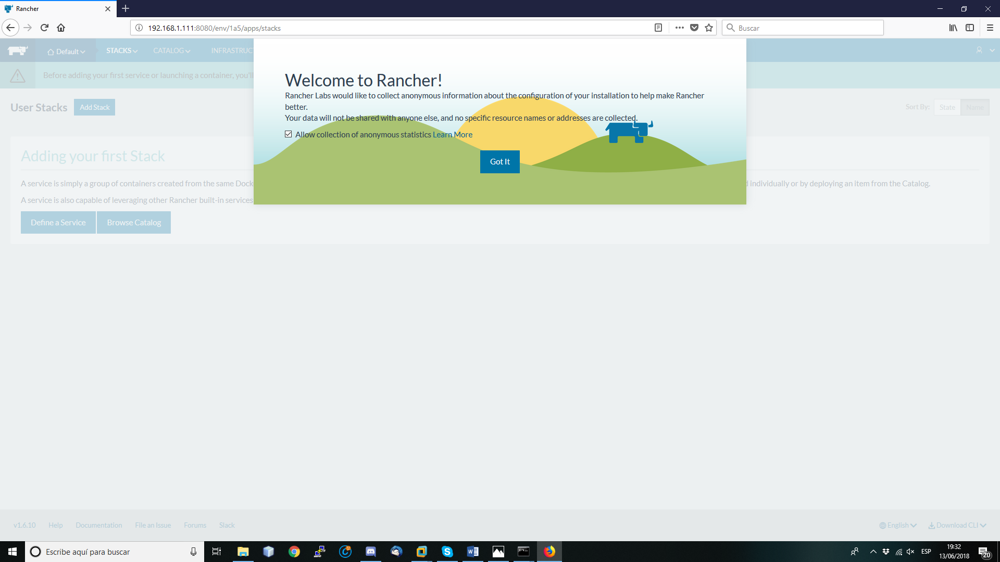 Rancher
192.168.1.111:8080/env/1a5/apps/stacks
Buscar
Default
STACKS
CATALOG
INFRASTRUCT
Before adding your first service or launching a container, you'll
Welcome to Rancher!
Rancher Labs would like to collect anonymous information about the configuration of your installation to help make Rancher
better.
Your data will not be shared with anyone else, and no specific resource names or addresses are collected.
Allow collection of anonymous statistics Learn More
Got It
User Stacks
Add Stack
Sort By:
State
Name
Adding your first Stack
A service is simply a group of containers created from the same Dock
individually or by deploying an item from the Catalog.
A service is also capable of leveraging other Rancher built-in services
Define a Service
Browse Catalog
v1.6.10
Help
Documentation
File an Issue
Forums
Slack
English
Download CLI
Escribe aquí para buscar
ESP
19:32
13/06/2018
20